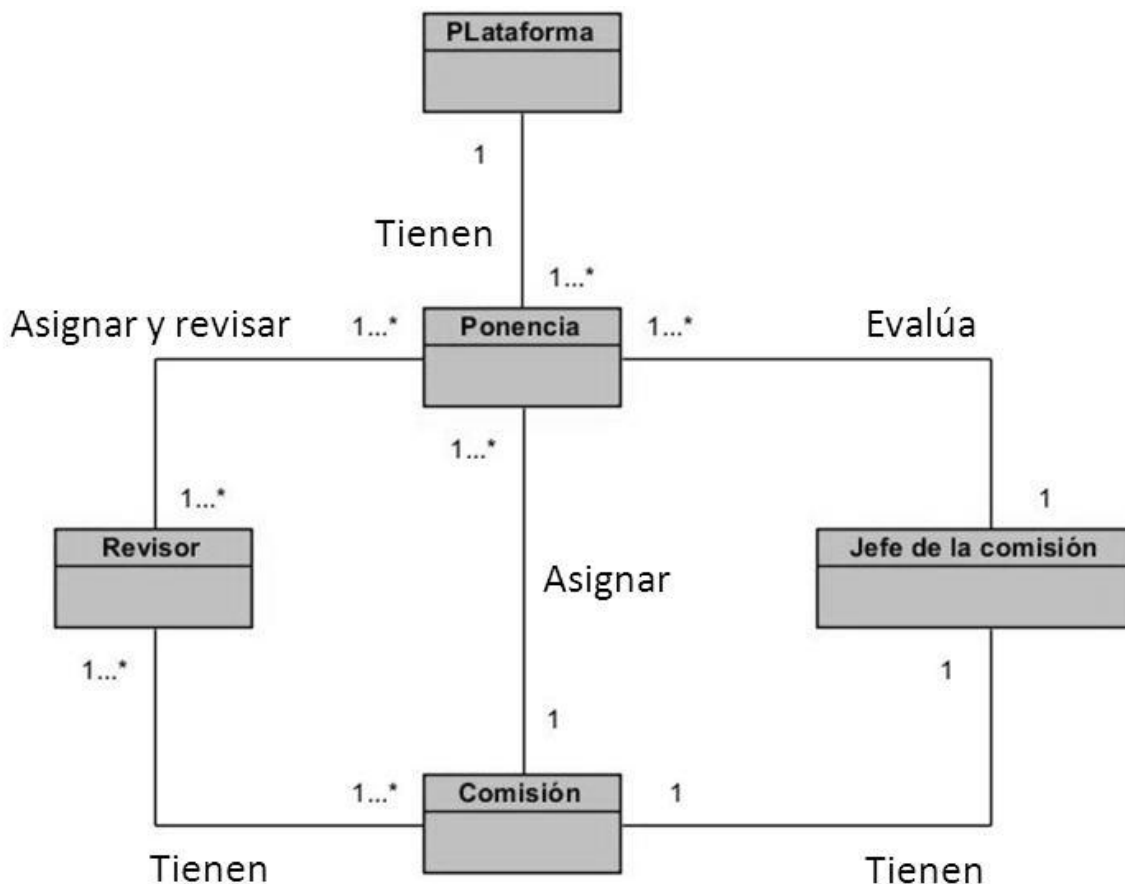 PLataforma
1
Tienen
1...*
Asignar y revisar
1...*
Ponencia
1...*
Evalúa
1...*
1...*
1
Revisor
Jefe de la comisión
Asignar
1...*
1
1
1...*
Comisión
1
Tienen
Tienen